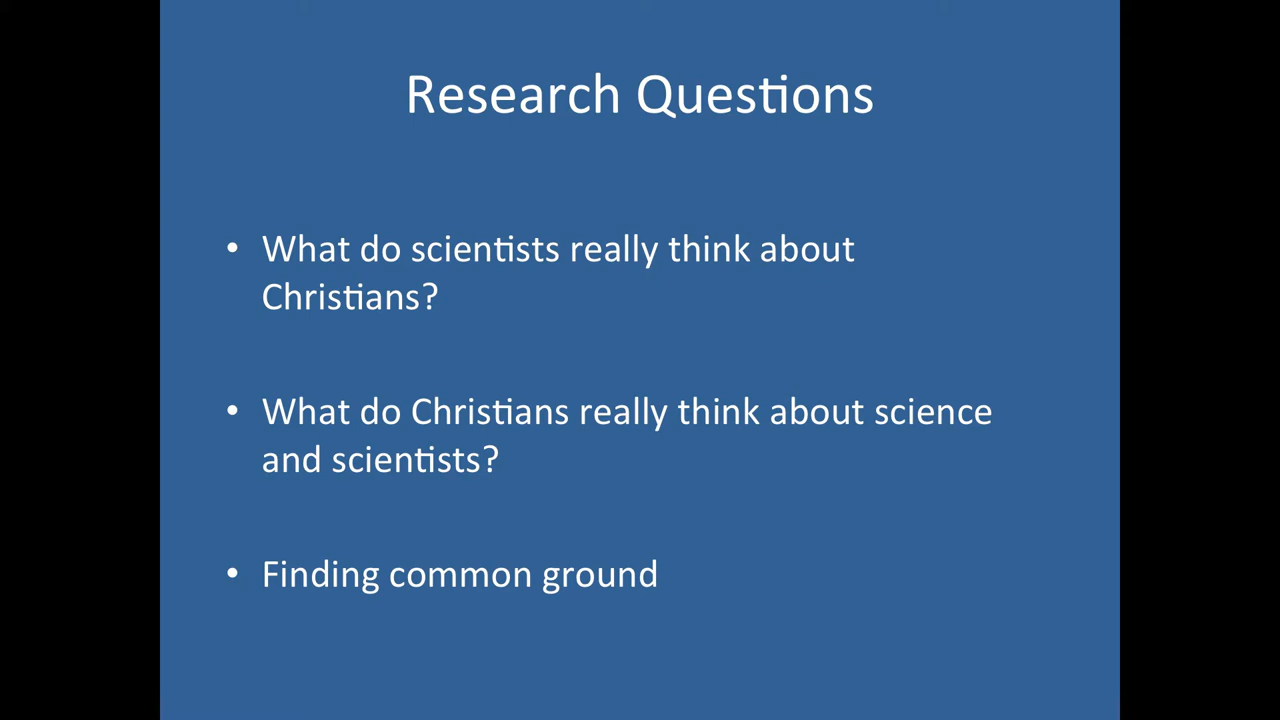 Research Questions
• What do scientists really think about
Christians?
• What do Christians really think about science
and scientists?
• Finding common ground